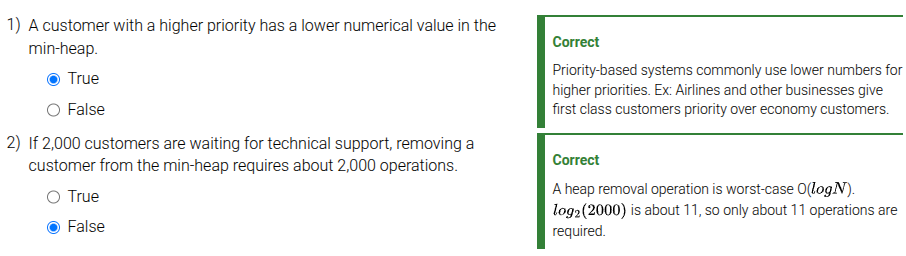 1) A customer with a higher priority has a lower numerical value in the
min-heap.
True
False
Correct
Priority-based systems commonly use lower numbers for
higher priorities. Ex: Airlines and other businesses give
first class customers priority over economy customers.
2) If 2,000 customers are waiting for technical support, removing a
customer from the min-heap requires about 2,000 operations.
True
False
Correct
A heap removal operation is worst-case O(logN).
log₂(2000) is about 11, so only about 11 operations are
required.